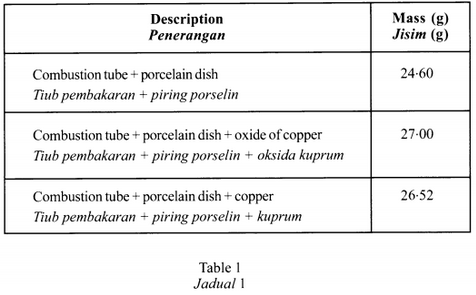 Description
Penerangan
Mass (g)
Jisim (g)
Combustion tube + porcelain dish
Tiub pembakaran + piring porselin
24·60
Combustion tube + porcelain dish + oxide of copper
Tiub pembakaran + piring porselin + oksida kuprum
27·00
Combustion tube + porcelain dish + copper
Tiub pembakaran + piring porselin + kuprum
26·52
Table 1
Jadual 1